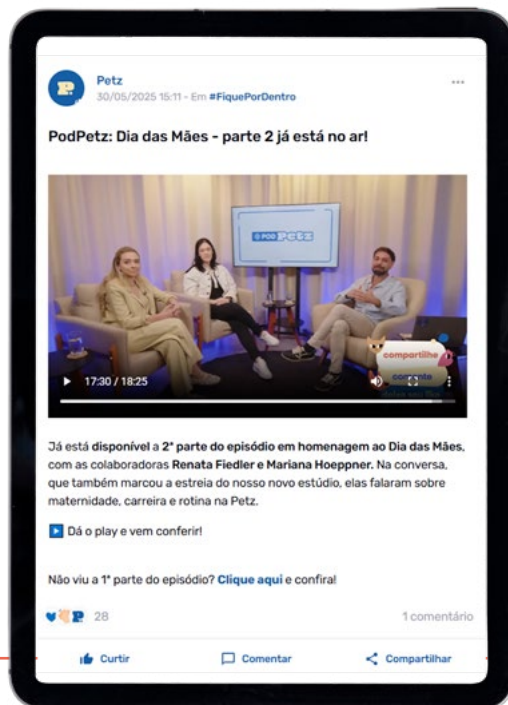 Petz
30/05/2025 15:11 - Em #FiquePorDentro
PodPetz: Dia das Mães - parte 2 já está no ar!
POD Petz
compartilhe
comente
17:30 / 18:25
Já está disponível a 2ª parte do episódio em homenagem ao Dia das Mães,
com as colaboradoras Renata Fiedler e Mariana Hoeppner. Na conversa,
que também marcou a estreia do nosso novo estúdio, elas falaram sobre
maternidade, carreira e rotina na Petz.
Dá o play e vem conferir!
Não viu a 1ª parte do episódio? Clique aqui e confira!
28
1 comentário
Curtir
Comentar
Compartilhar